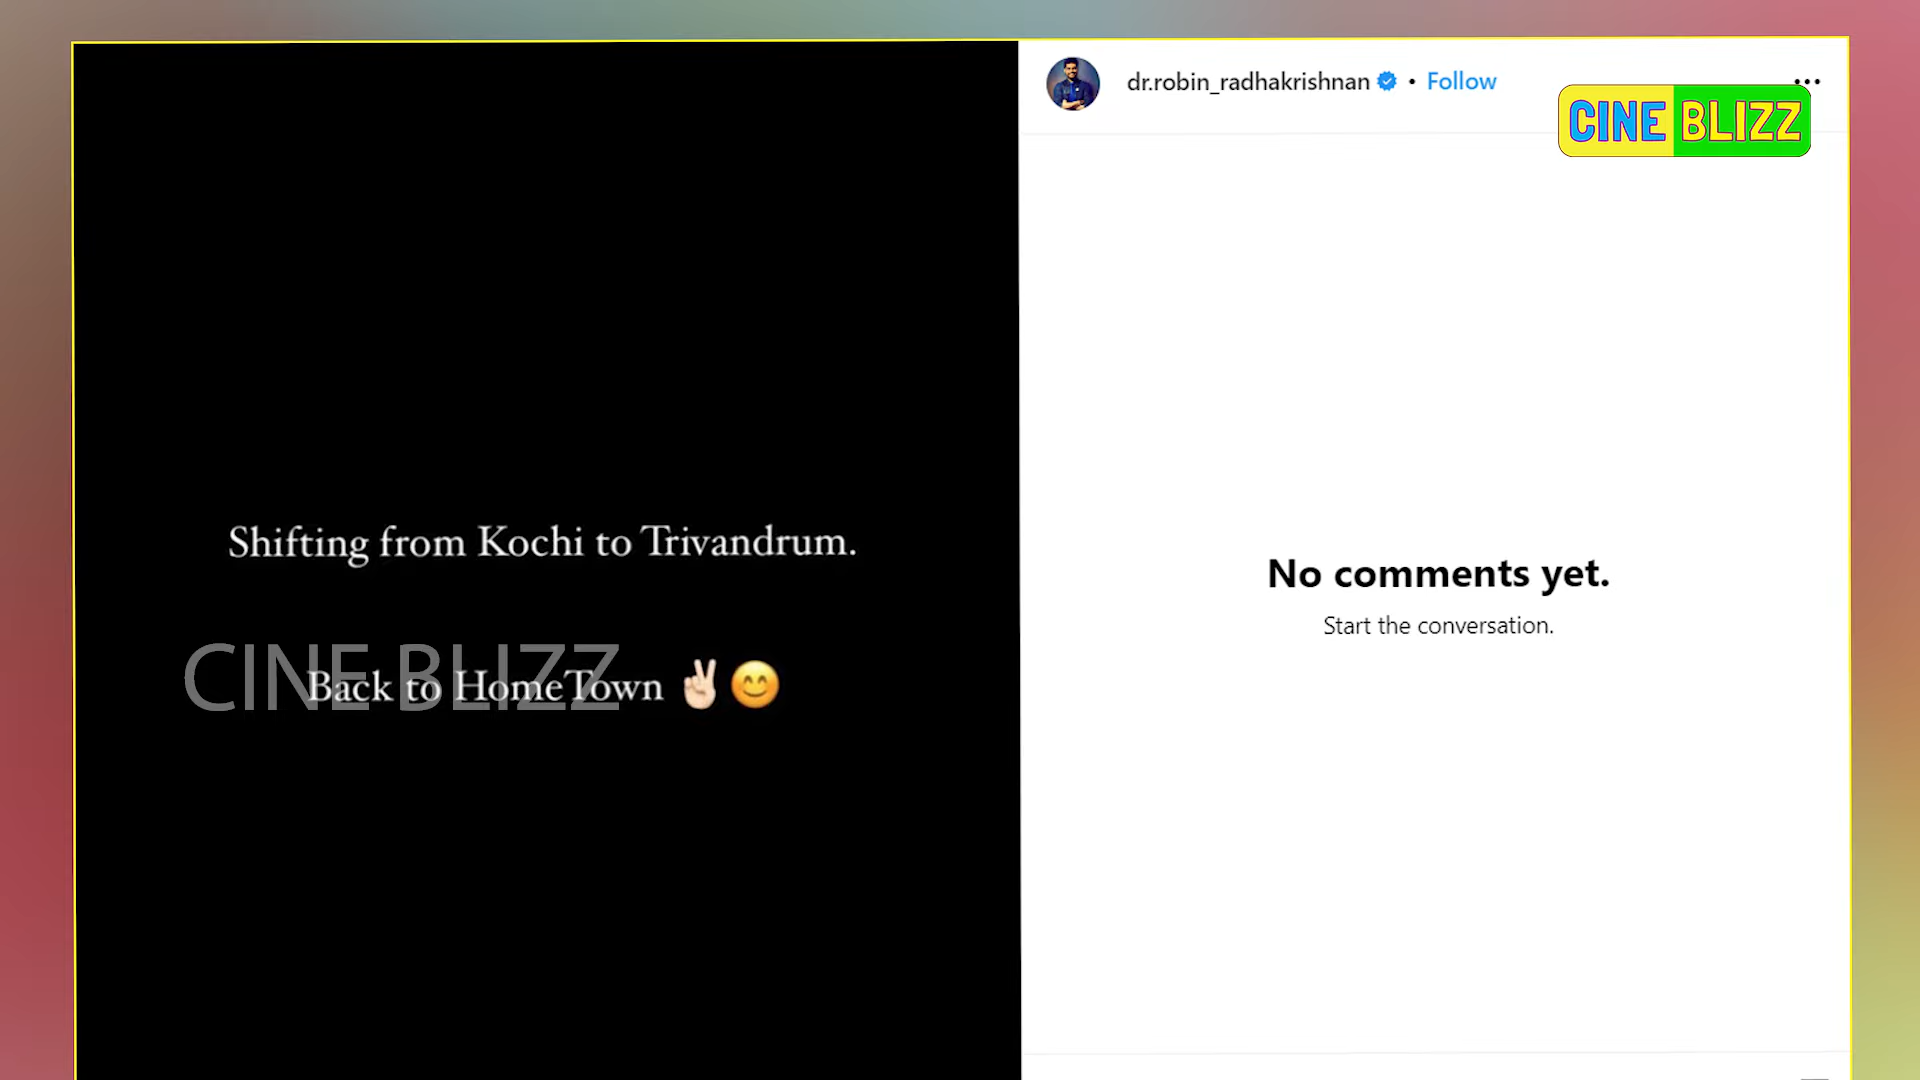 dr.robin_radhakrishnan • Follow
CINE BLIZZ
Shifting from Kochi to Trivandrum.
CINE BLIZZ
Back to HomeTown ✌🏻😊
No comments yet.
Start the conversation.